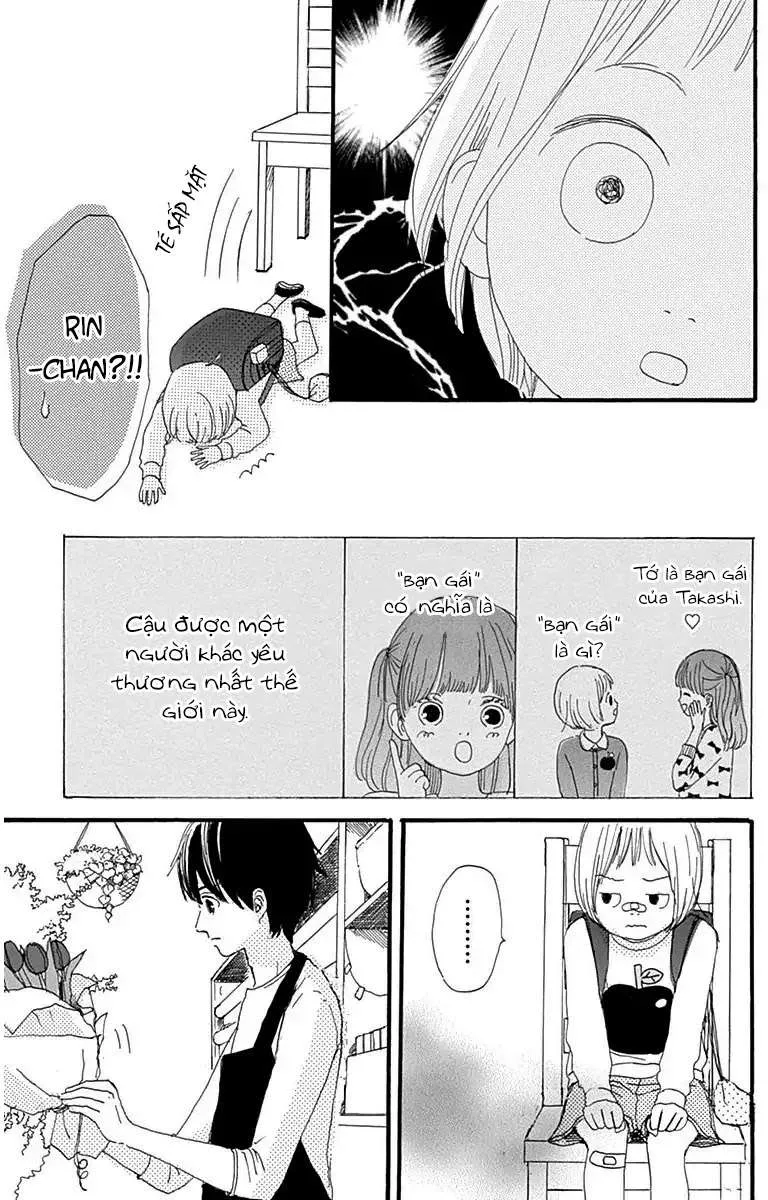 TÉ SẤP MẶT
RIN
-CHAN?!!
Tớ là Bạn gái
của Takashi.
♡
"Bạn gái"
là gì?
"Bạn gái"
có nghĩa là
Cậu được một
người khác yêu
thương nhất thế
giới này.
.........